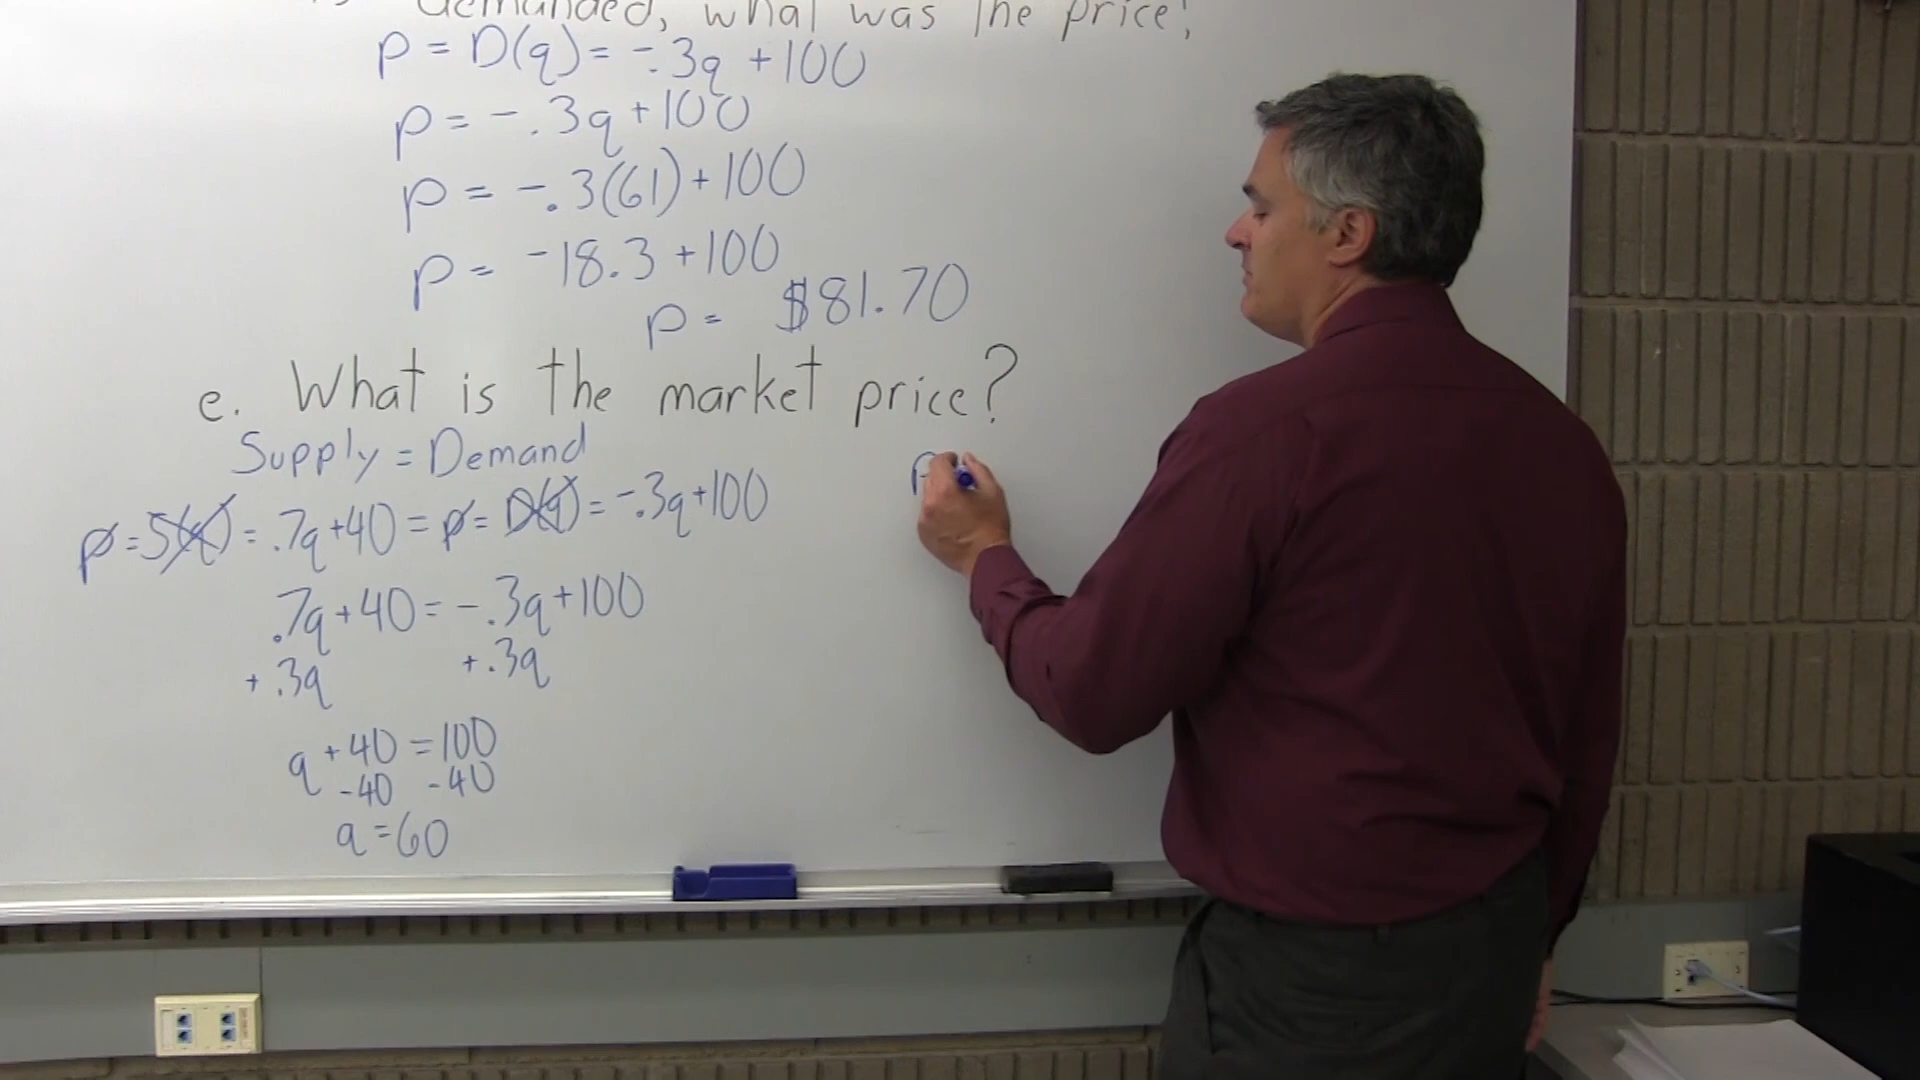 demanded, what was the price?
p = D(q) = -.3q + 100
p = -.3q + 100
p = -.3(61) + 100
p = -18.3 + 100
p = $81.70
e. What is the market price?
Supply = Demand
p = S(q) = .7q + 40 = p = D(q) = -.3q + 100
.7q + 40 = -.3q + 100
+ .3q + .3q
q + 40 = 100
-40 -40
q = 60
p